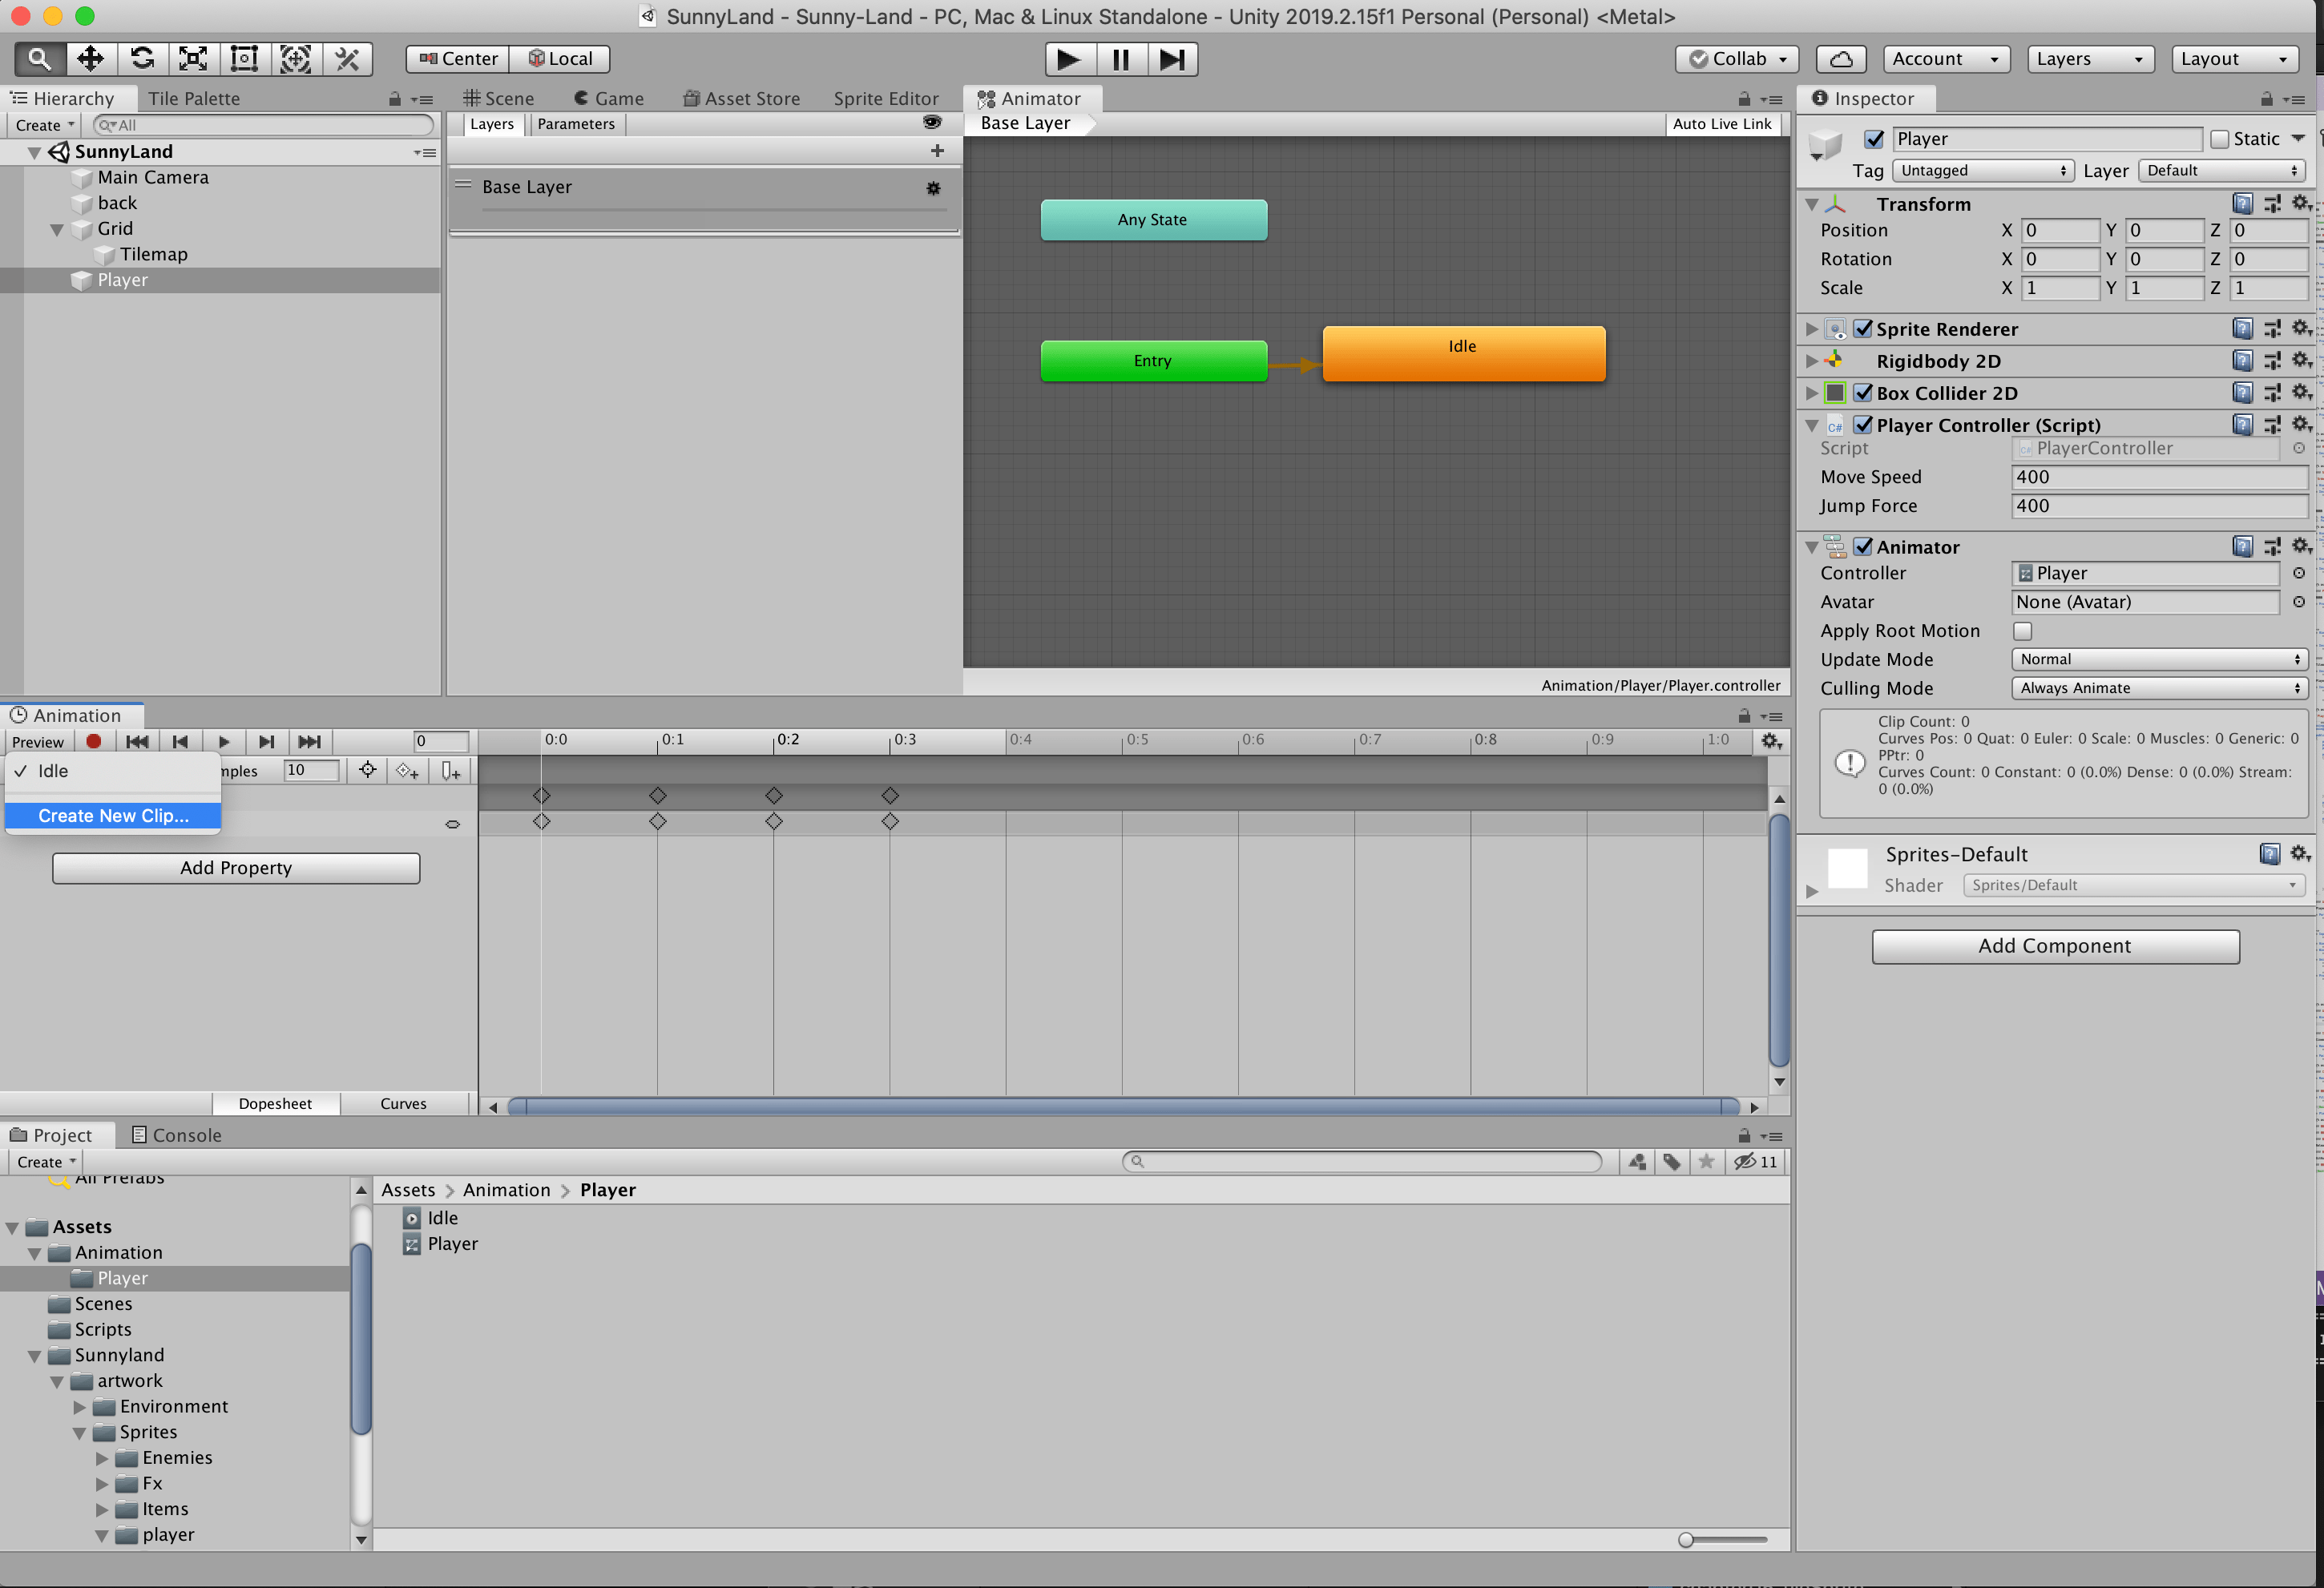 SunnyLand - Sunny-Land - PC, Mac & Linux Standalone - Unity 2019.2.15f1 Personal (Personal) <Metal>
Center Local
Collab Account Layers Layout
Hierarchy Tile Palette
Create All
SunnyLand
Main Camera
back
Grid
Tilemap
Player
Scene Game Asset Store Sprite Editor Animator
Layers Parameters
Base Layer
Auto Live Link
Base Layer
Any State
Entry
Idle
Animation/Player/Player.controller
Inspector
Player Static
Tag Untagged Layer Default
Transform
Position X 0 Y 0 Z 0
Rotation X 0 Y 0 Z 0
Scale X 1 Y 1 Z 1
Sprite Renderer
Rigidbody 2D
Box Collider 2D
C# Player Controller (Script)
Script PlayerController
Move Speed 400
Jump Force 400
Animator
Controller Player
Avatar None (Avatar)
Apply Root Motion
Update Mode Normal
Culling Mode Always Animate
Clip Count: 0
Curves Pos: 0 Quat: 0 Euler: 0 Scale: 0 Muscles: 0 Generic: 0
PPtr: 0
Curves Count: 0 Constant: 0 (0.0%) Dense: 0 (0.0%) Stream:
0 (0.0%)
Sprites-Default
Shader Sprites/Default
Add Component
Animation
Preview 0 0:0 0:1 0:2 0:3 0:4 0:5 0:6 0:7 0:8 0:9 1:0
Idle
mples 10
Create New Clip...
Add Property
Dopesheet Curves
Project Console
Create 11
All Prefabs
Assets
Animation
Player
Scenes
Scripts
Sunnyland
artwork
Environment
Sprites
Enemies
Fx
Items
player
Assets > Animation > Player
Idle
Player